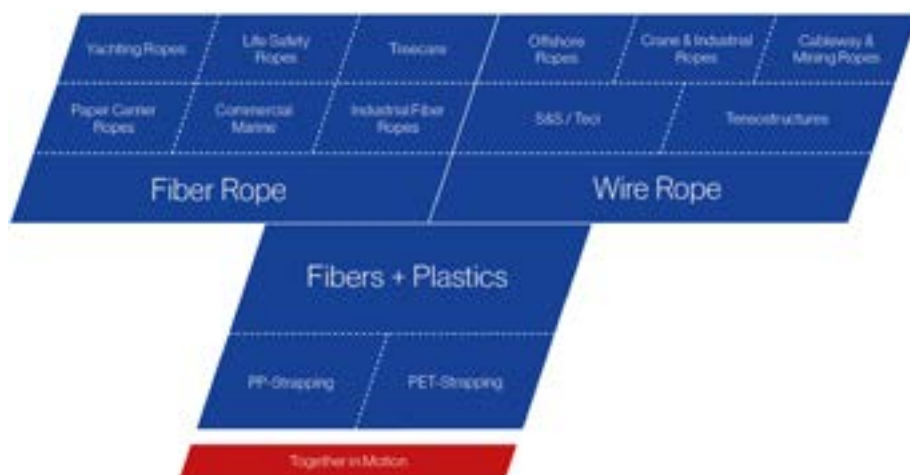 Yachting Ropes
Life Safety
Ropes
Treecare
Offshore
Ropes
Crane & Industrial
Ropes
Cableway &
Mining Ropes
Paper Carrier
Ropes
Commercial
Marine
Industrial Fiber
Ropes
S&S / Teci
Tensostructures
Fiber Rope
Wire Rope
Fibers + Plastics
PP-Strapping
PET-Strapping
Together in Motion